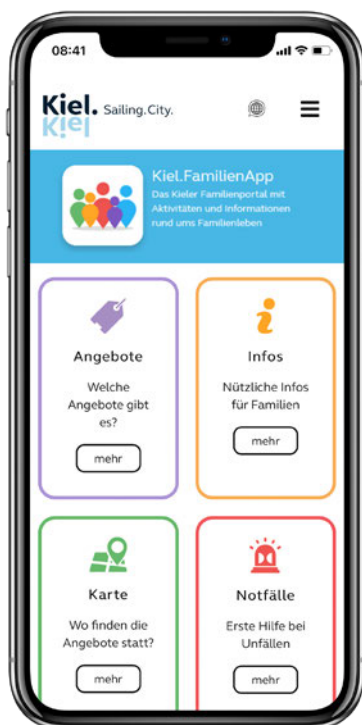 08:41
Kiel. Sailing.City.
Kiel.FamilienApp
Das Kieler Familienportal mit
Aktivitäten und Informationen
rund ums Familienleben
Angebote
Welche
Angebote gibt
es?
mehr
Infos
Nützliche Infos
für Familien
mehr
Karte
Wo finden die
Angebote statt?
mehr
Notfälle
Erste Hilfe bei
Unfällen
mehr